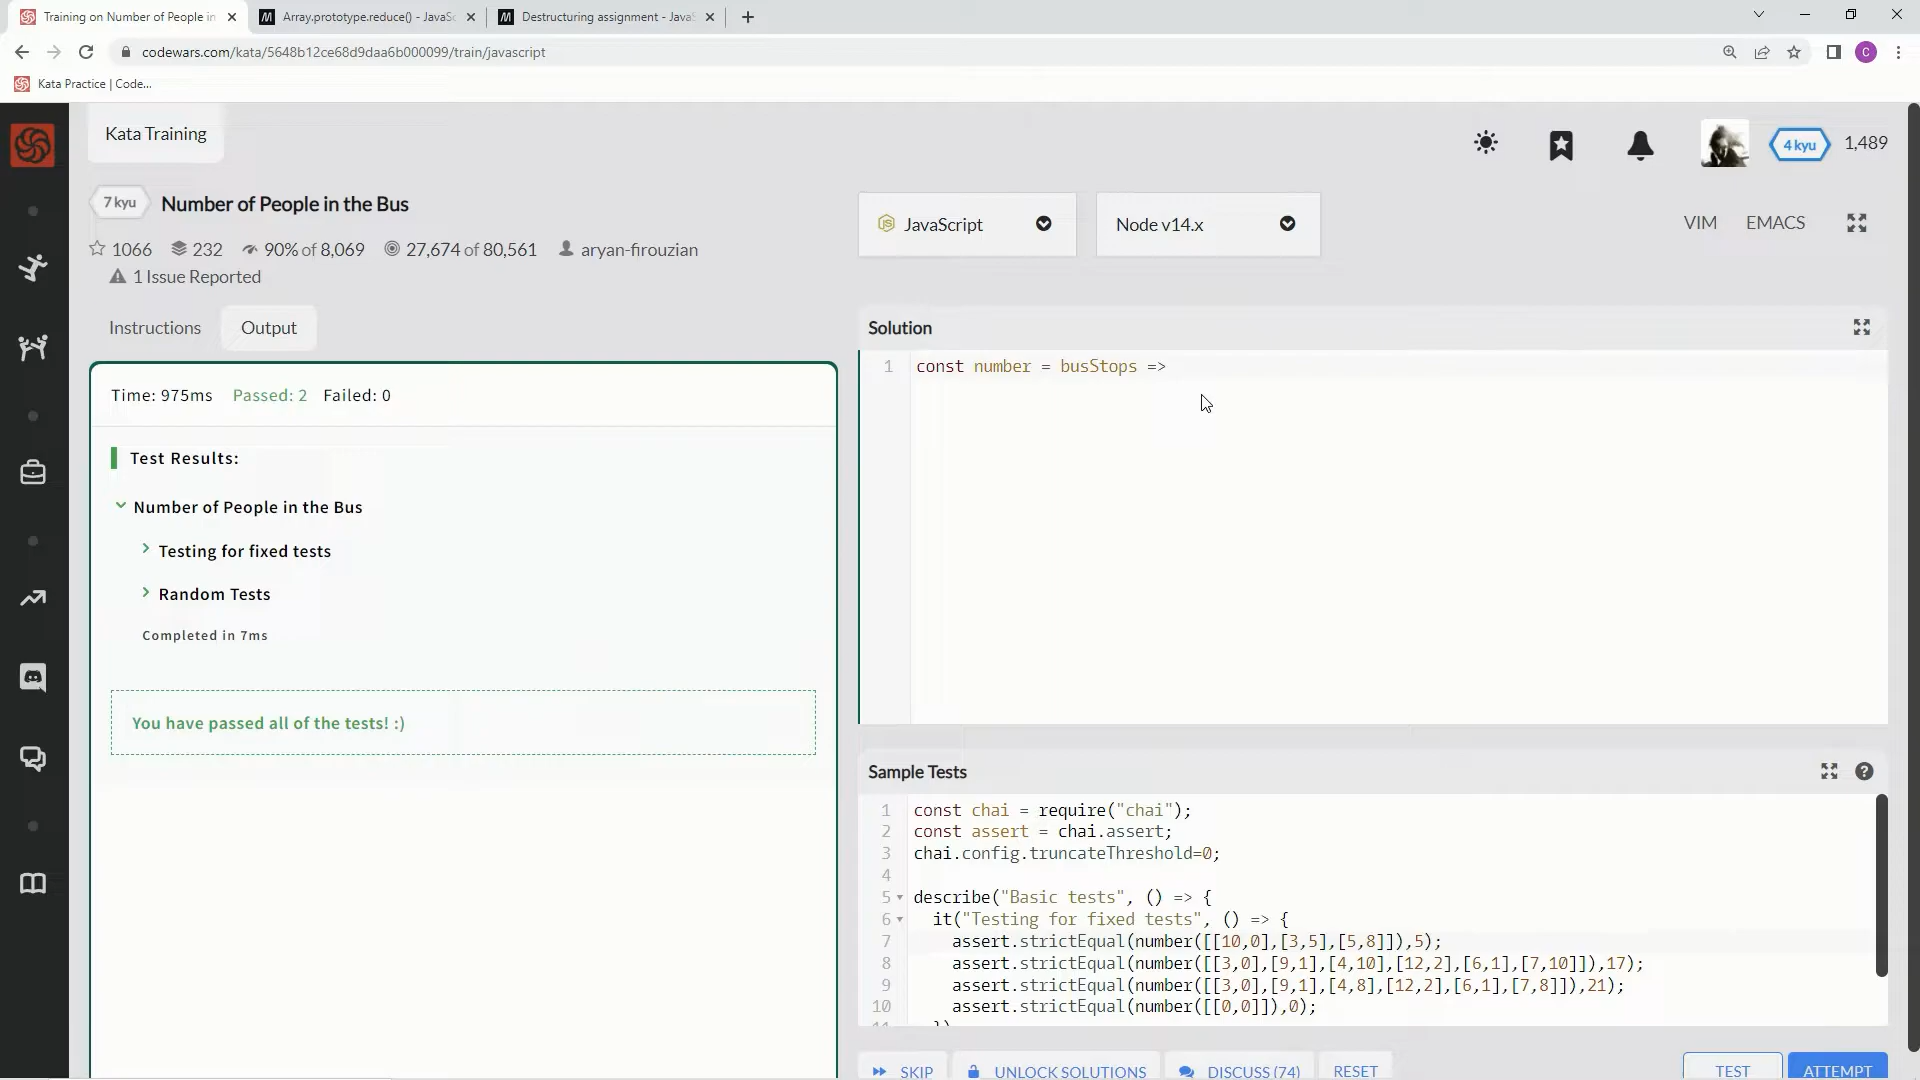 Training on Number of People in
Array.prototype.reduce() - JavaSc
Destructuring assignment - Java
codewars.com/kata/5648b12ce68d9daa6b000099/train/javascript
C
Kata Practice | Code...
Kata Training
4 kyu
1,489
7 kyu
Number of People in the Bus
1066
232
90% of 8,069
27,674 of 80,561
aryan-firouzian
1 Issue Reported
JavaScript
Node v14.x
VIM
EMACS
Instructions
Output
Time: 975ms Passed: 2 Failed: 0
Test Results:
Number of People in the Bus
Testing for fixed tests
Random Tests
Completed in 7ms
You have passed all of the tests! :)
Solution
1 const number = busStops =>
Sample Tests
1 const chai = require("chai");
2 const assert = chai.assert;
3 chai.config.truncateThreshold=0;
4
5 describe("Basic tests", () => {
6 it("Testing for fixed tests", () => {
7 assert.strictEqual(number([[10,0],[3,5],[5,8]]),5);
8 assert.strictEqual(number([[3,0],[9,1],[4,10],[12,2],[6,1],[7,10]]),17);
9 assert.strictEqual(number([[3,0],[9,1],[4,8],[12,2],[6,1],[7,8]]),21);
10 assert.strictEqual(number([[0,0]]),0);
11 })
SKIP
UNLOCK SOLUTIONS
DISCUSS (74)
RESET
TEST
ATTEMPT